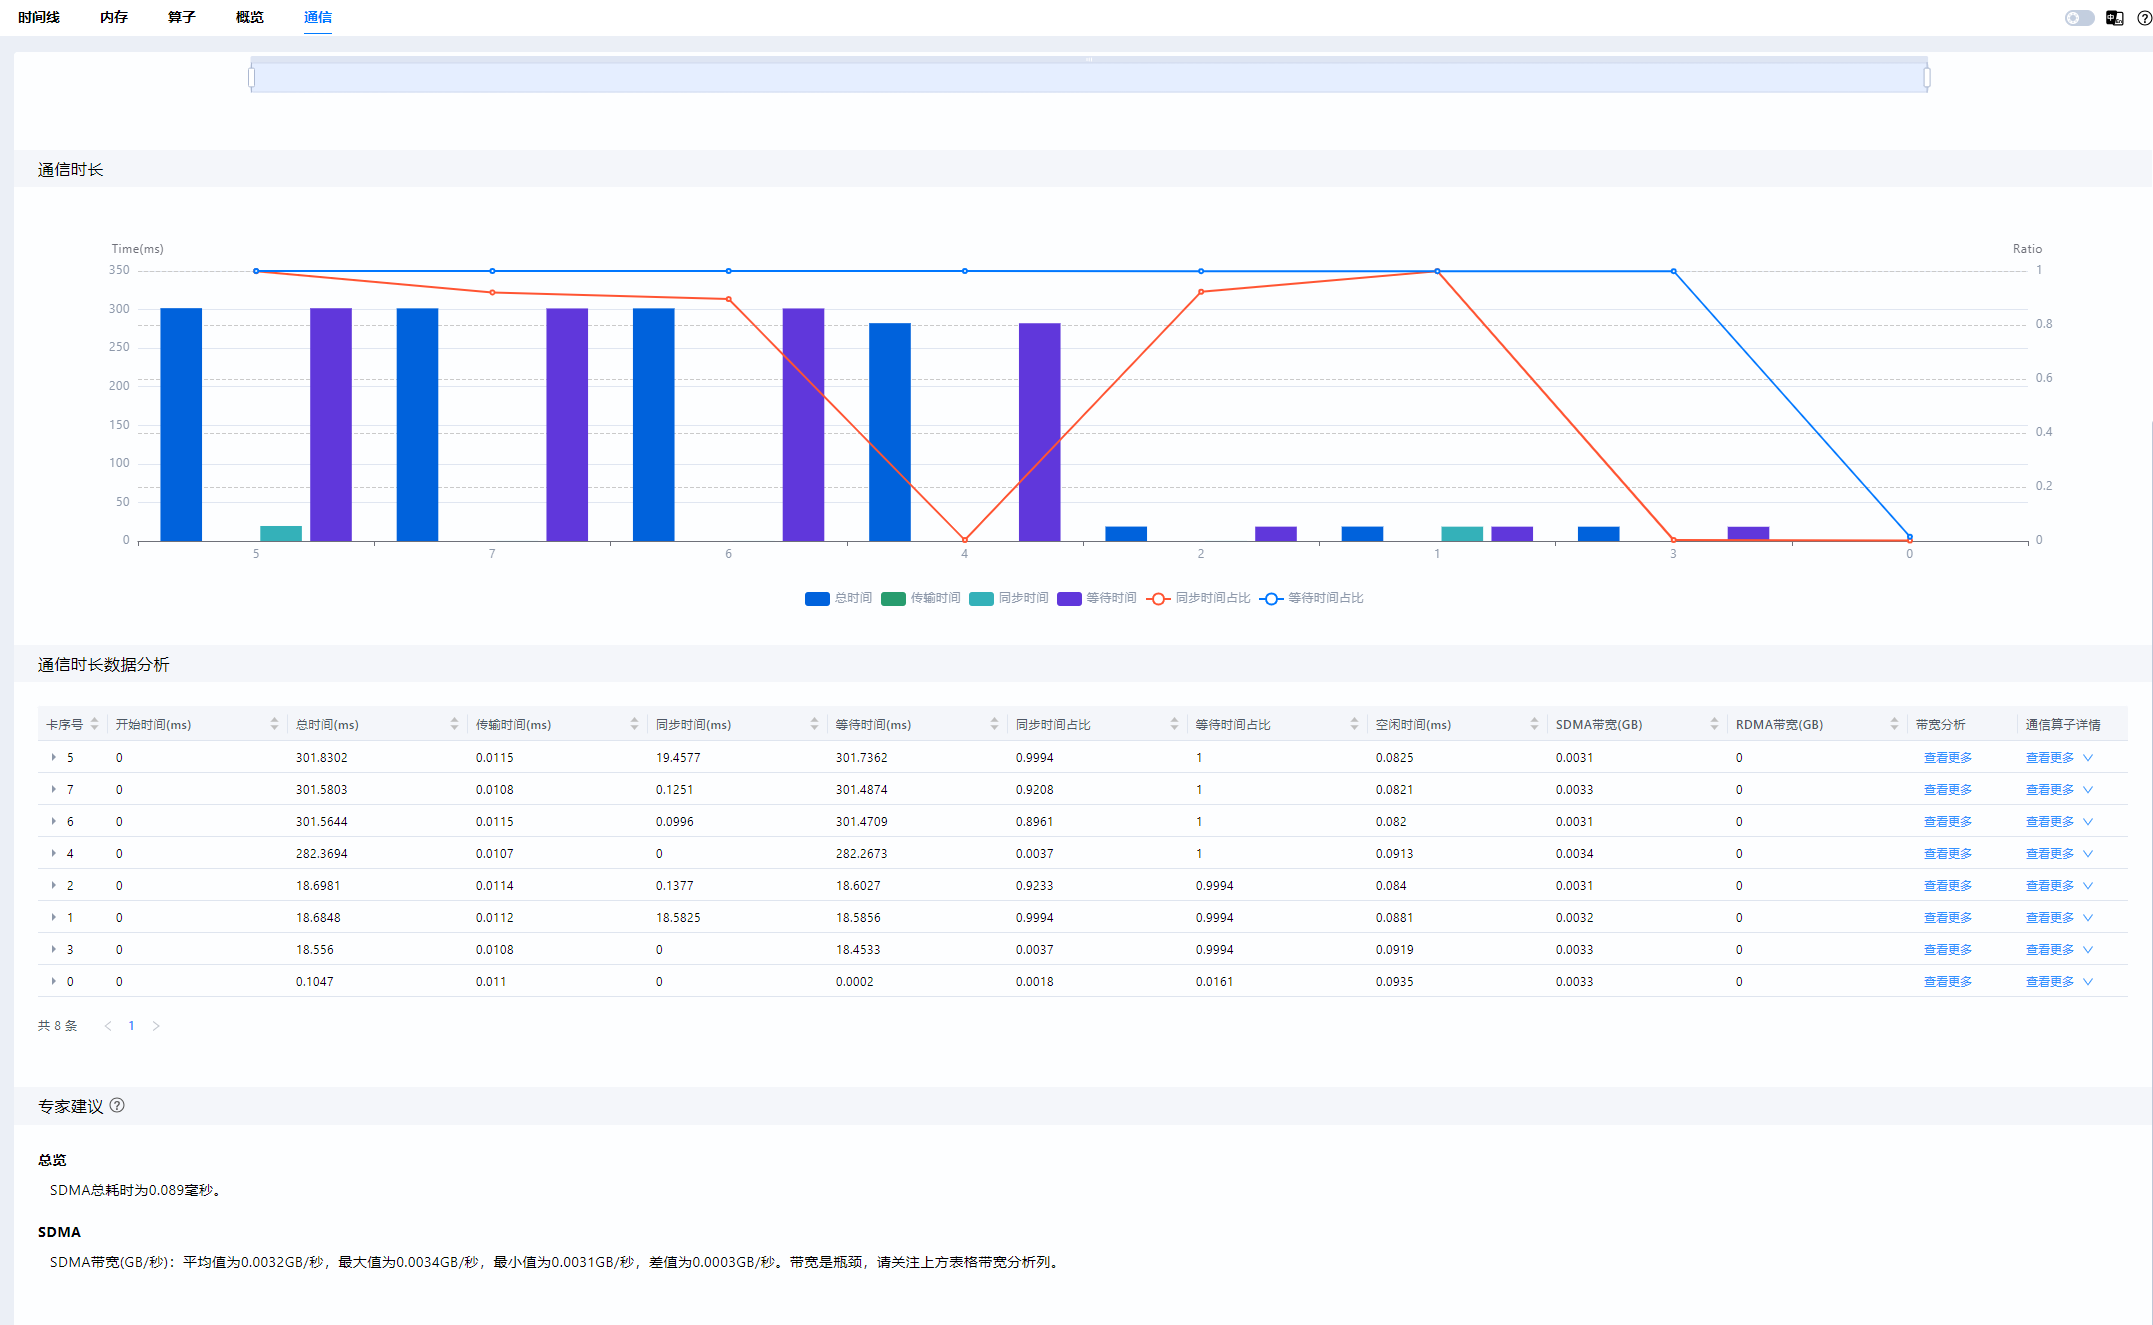 时间线 内存 算子 概览 通信
通信时长
Time(ms) Ratio
350 1
300
0.8
250
200 0.6
150
0.4
100
0.2
50
0 0
5 7 6 4 2 1 3 0
总时间 传输时间 同步时间 等待时间 同步时间占比 等待时间占比
通信时长数据分析
卡序号 开始时间(ms) 总时间(ms) 传输时间(ms) 同步时间(ms) 等待时间(ms) 同步时间占比 等待时间占比 空闲时间(ms) SDMA带宽(GB) RDMA带宽(GB) 带宽分析 通信算子详情
5 0 301.8302 0.0115 19.4577 301.7362 0.9994 1 0.0825 0.0031 0 查看更多 查看更多
7 0 301.5803 0.0108 0.1251 301.4874 0.9208 1 0.0821 0.0033 0 查看更多 查看更多
6 0 301.5644 0.0115 0.0996 301.4709 0.8961 1 0.082 0.0031 0 查看更多 查看更多
4 0 282.3694 0.0107 0 282.2673 0.0037 1 0.0913 0.0034 0 查看更多 查看更多
2 0 18.6981 0.0114 0.1377 18.6027 0.9233 0.9994 0.084 0.0031 0 查看更多 查看更多
1 0 18.6848 0.0112 18.5825 18.5856 0.9994 0.9994 0.0881 0.0032 0 查看更多 查看更多
3 0 18.556 0.0108 0 18.4533 0.0037 0.9994 0.0919 0.0033 0 查看更多 查看更多
0 0 0.1047 0.011 0 0.0002 0.0018 0.0161 0.0935 0.0033 0 查看更多 查看更多
共 8 条 < 1 >
专家建议 ?
总览
SDMA总耗时为0.089毫秒。
SDMA
SDMA带宽(GB/秒)：平均值为0.0032GB/秒，最大值为0.0034GB/秒，最小值为0.0031GB/秒，差值为0.0003GB/秒。带宽是瓶颈，请关注上方表格带宽分析列。